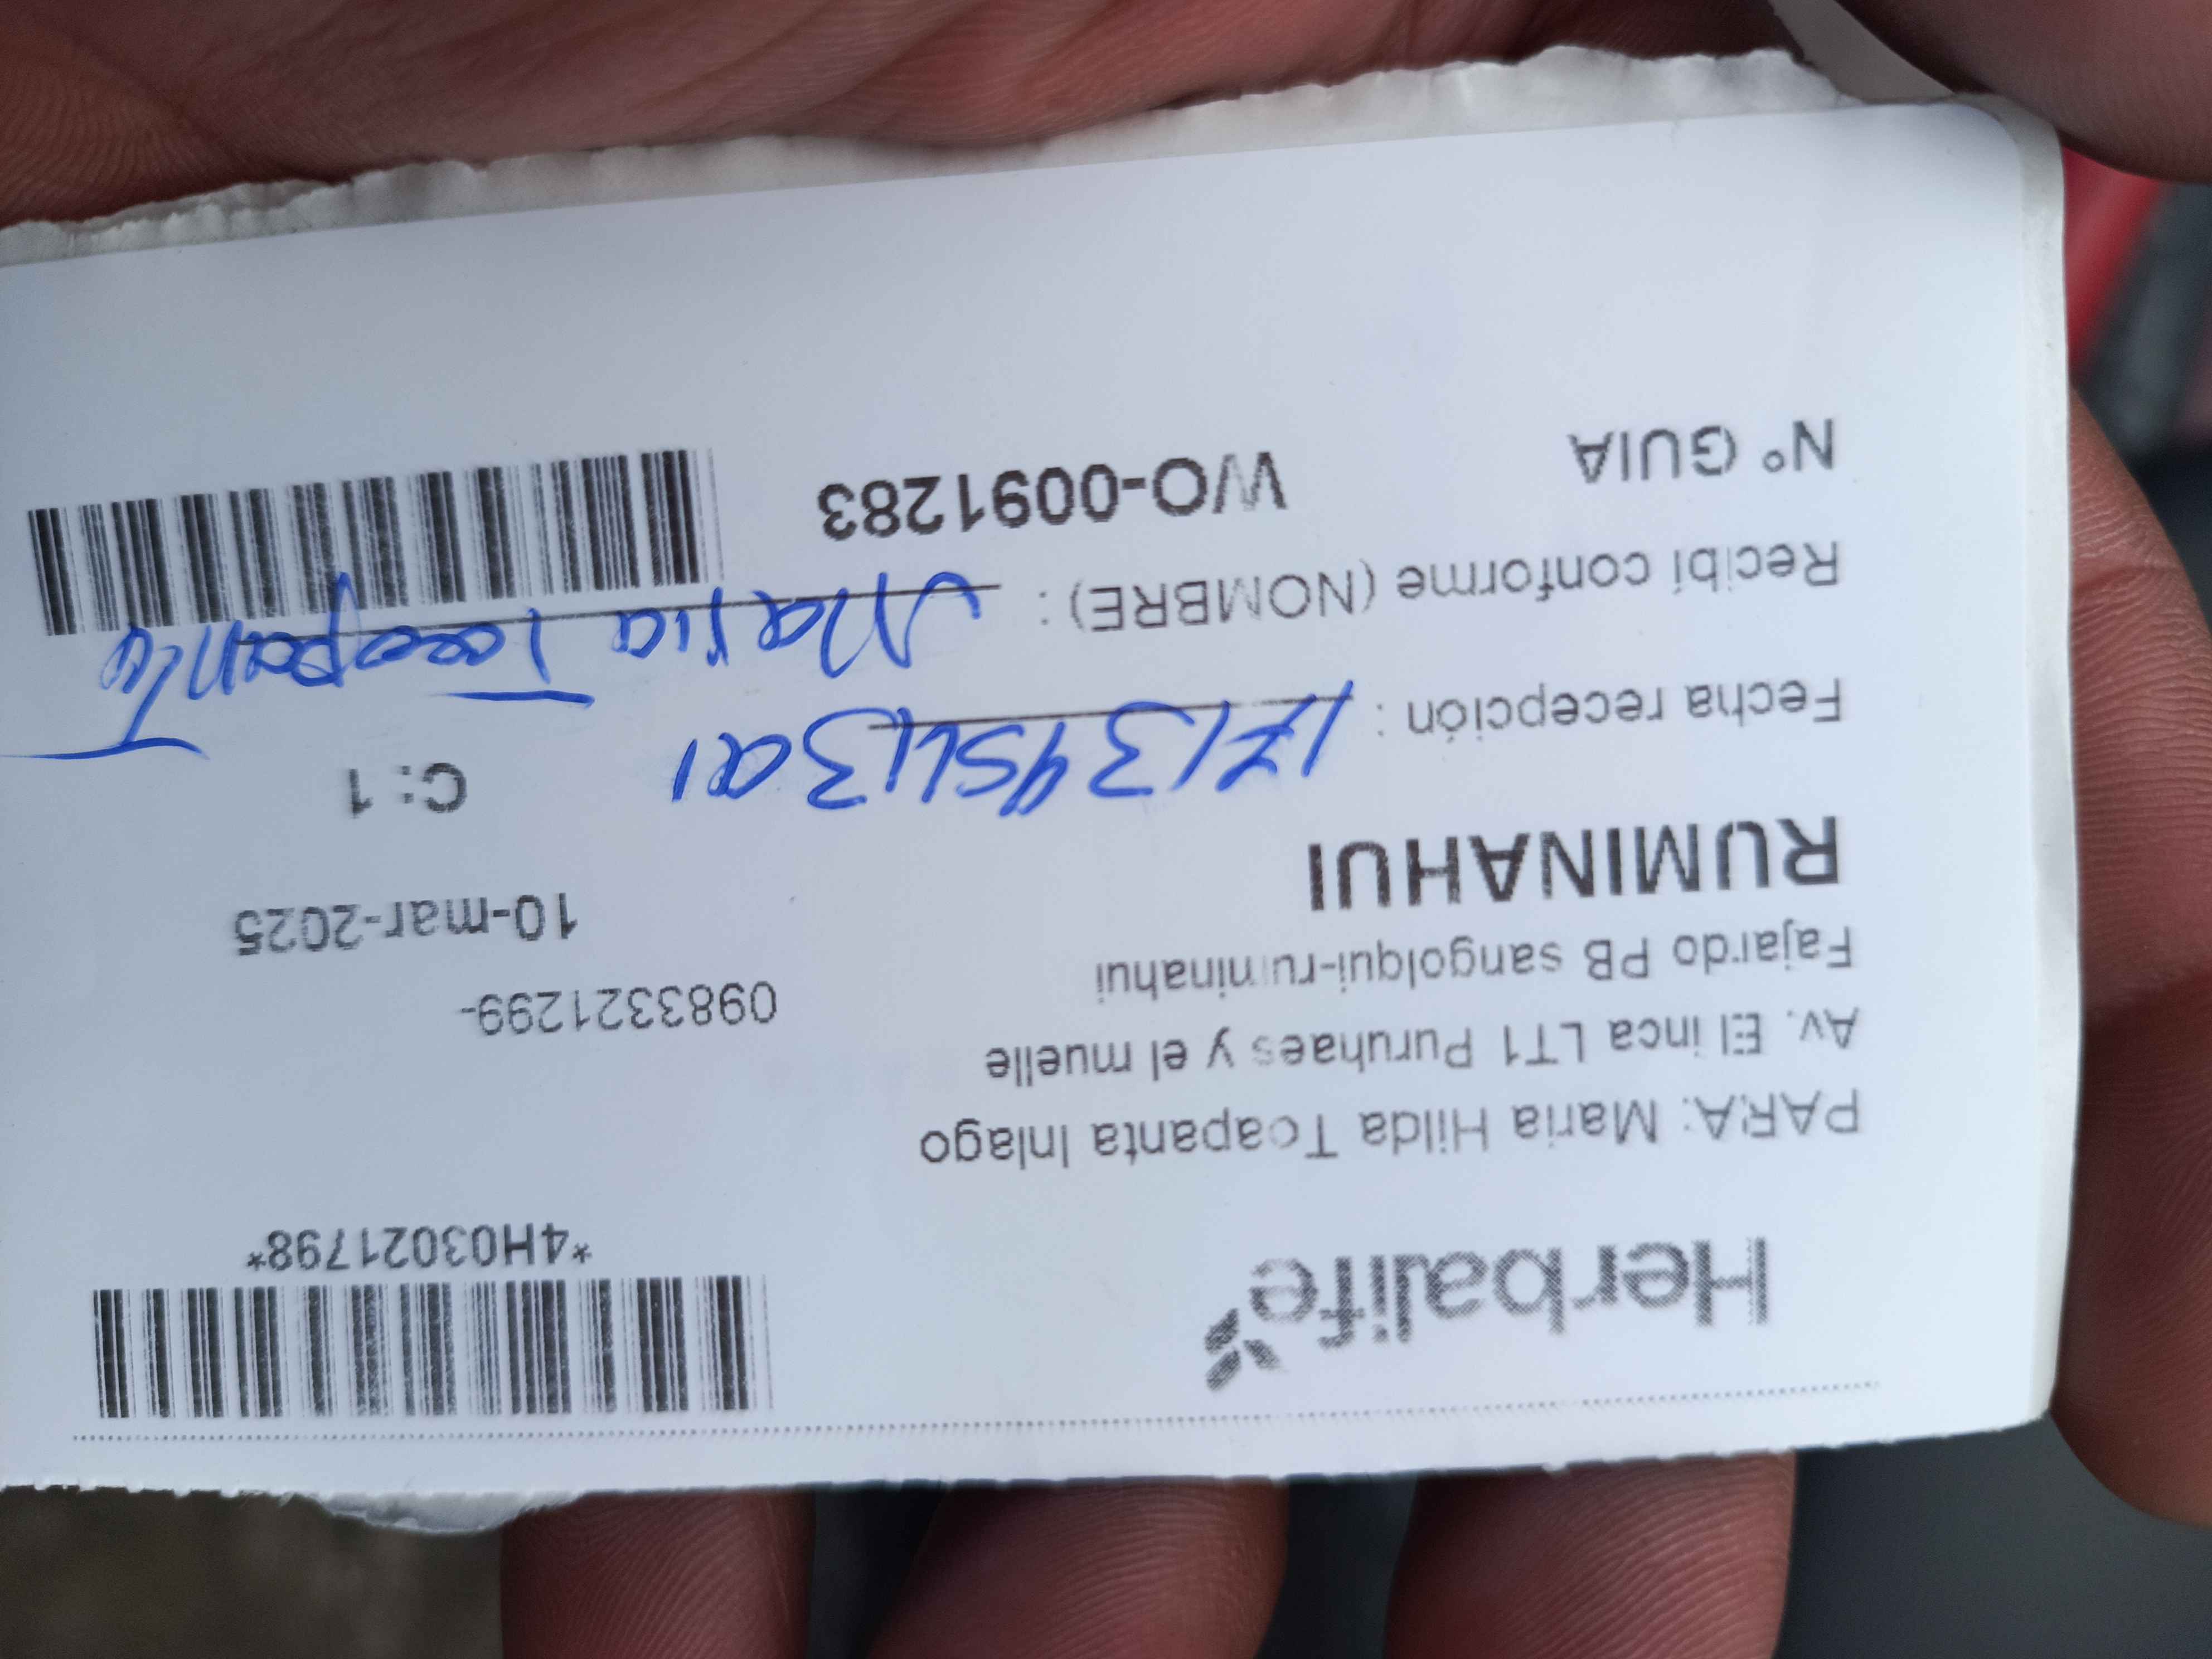 Herbalife
*4H03021798*
PARA: Maria Hilda Toapanta Inlago
Av. El inca LT1 Puruhaes y el muelle
Fajardo PB sangolqui-ruminahui
0983321299-
RUMINAHUI
10-mar-2025
C: 1
Fecha recepción :
Recibí conforme (NOMBRE) : Maria Toapanta
N° GUIA WO-0091283